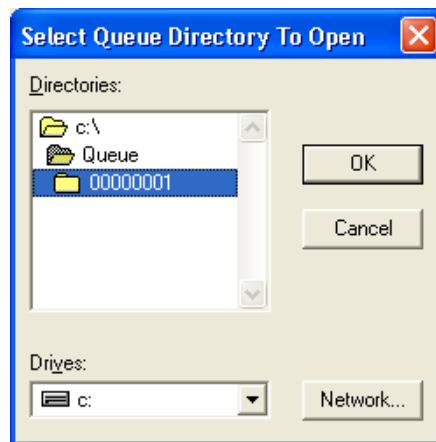 Select Queue Directory To Open
Directories:
c:\
Queue
00000001
OK
Cancel
Drives:
c:
Network...